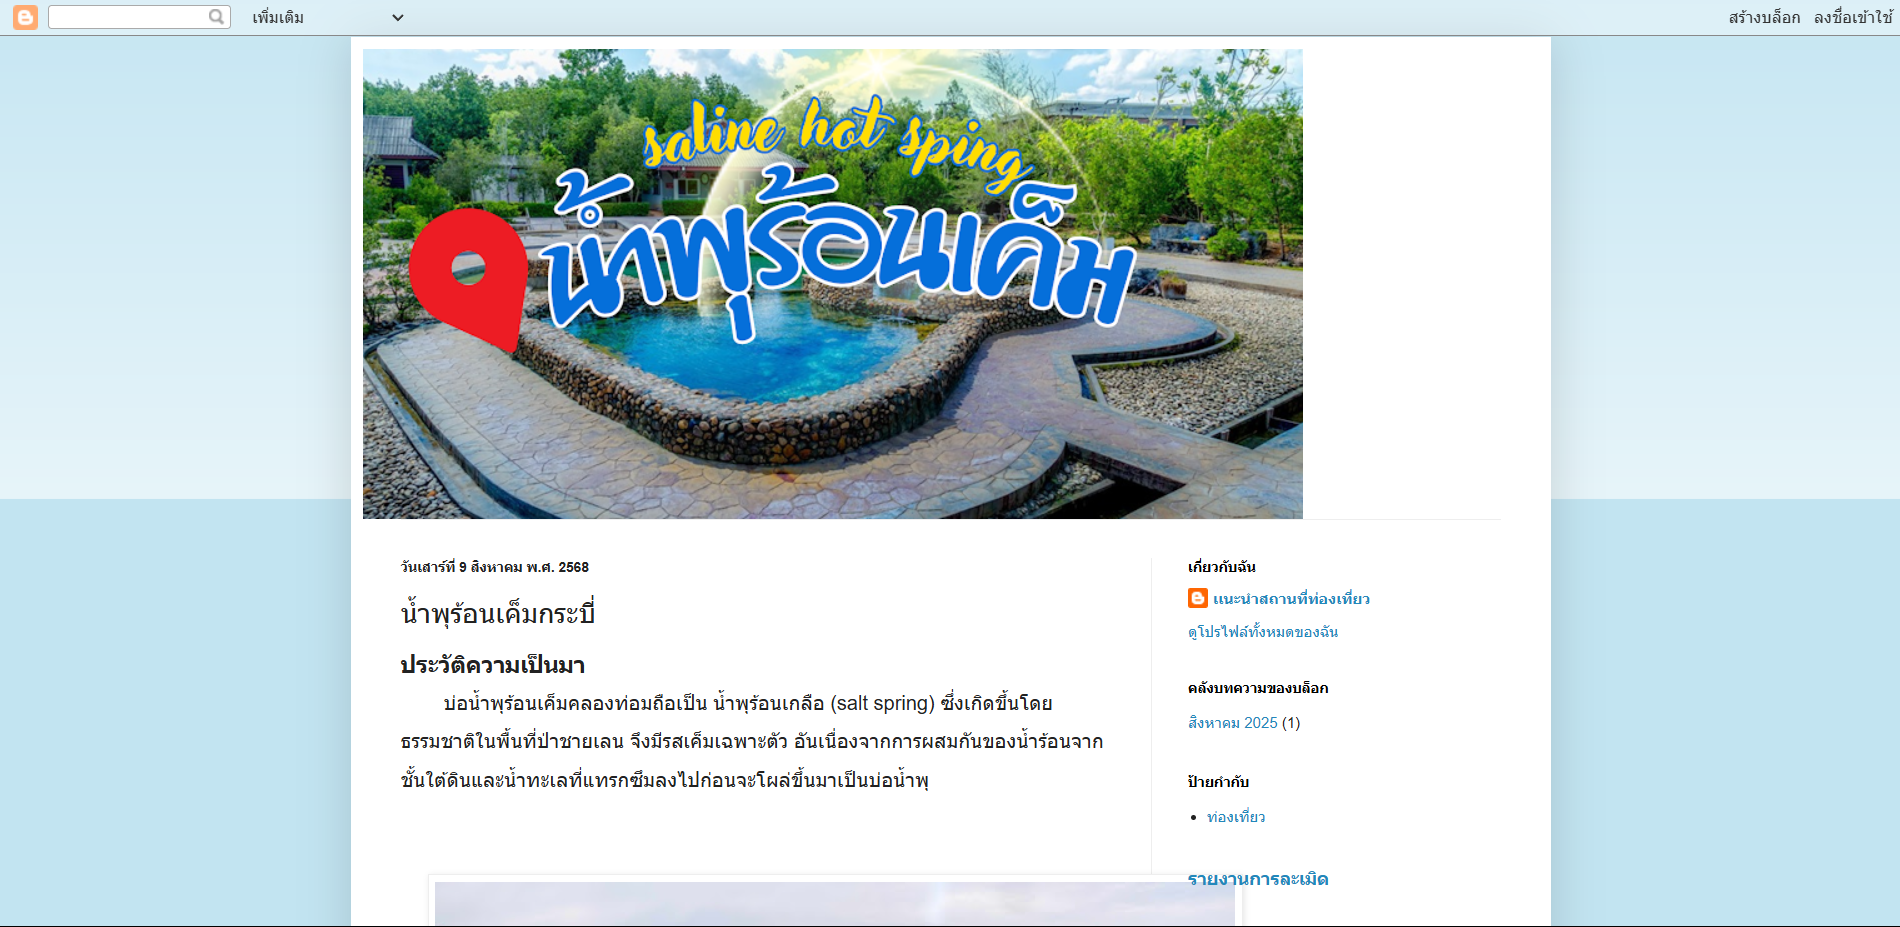 เพิ่มเติม
สร้างบล็อก ลงชื่อเข้าใช้
saline hot sping
น้ำพุร้อนเค็ม
วันเสาร์ที่ 9 สิงหาคม พ.ศ. 2568
น้ำพุร้อนเค็มกระบี่
ประวัติความเป็นมา
บ่อน้ำพุร้อนเค็มคลองท่อมถือเป็น น้ำพุร้อนเกลือ (salt spring) ซึ่งเกิดขึ้นโดย
ธรรมชาติในพื้นที่ป่าชายเลน จึงมีรสเค็มเฉพาะตัว อันเนื่องจากการผสมกันของน้ำร้อนจาก
ชั้นใต้ดินและน้ำทะเลที่แทรกซึมลงไปก่อนจะโผล่ขึ้นมาเป็นบ่อน้ำพุ
เกี่ยวกับฉัน
แนะนำสถานที่ท่องเที่ยว
ดูโปรไฟล์ทั้งหมดของฉัน
คลังบทความของบล็อก
สิงหาคม 2025 (1)
ป้ายกำกับ
ท่องเที่ยว
รายงานการละเมิด